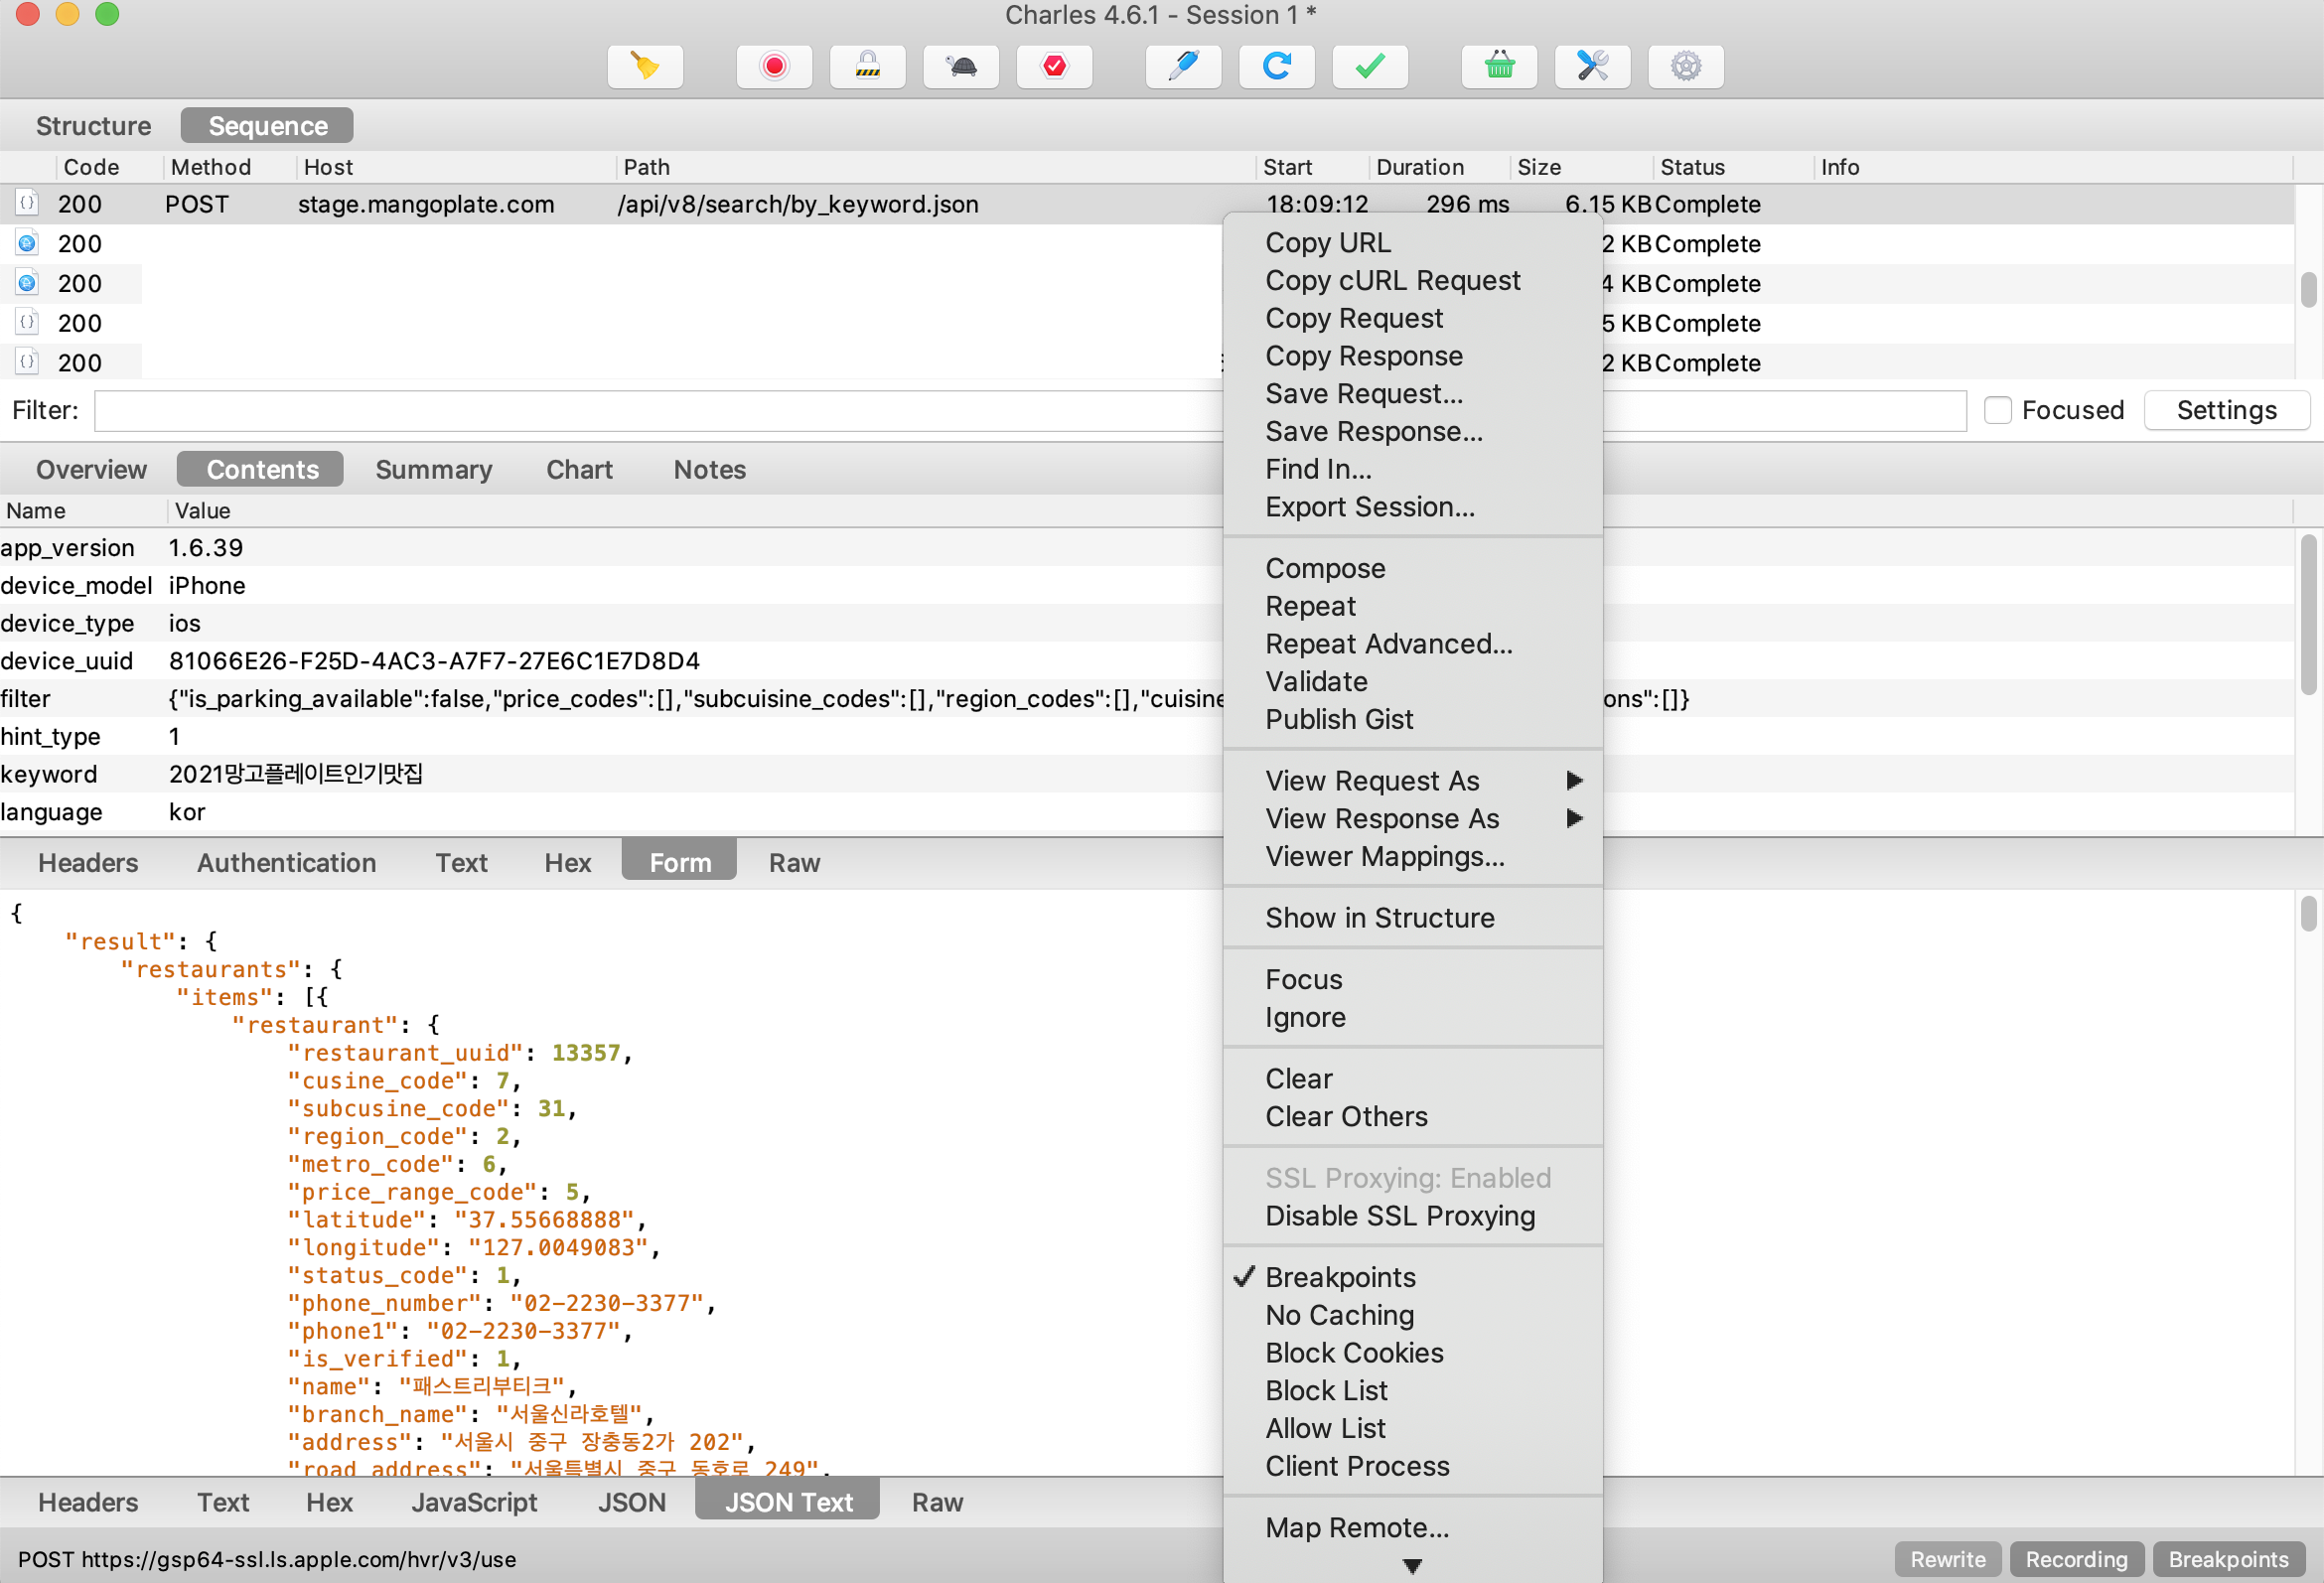 Charles 4.6.1 - Session 1 *
Structure Sequence
Code Method Host Path Start Duration Size Status Info
200 POST stage.mangoplate.com /api/v8/search/by_keyword.json 18:09:12 296 ms 6.15 KB Complete
200 2 KB Complete
200 4 KB Complete
200 5 KB Complete
200 2 KB Complete
Filter: Focused Settings
Overview Contents Summary Chart Notes
Name Value
app_version 1.6.39
device_model iPhone
device_type ios
device_uuid 81066E26-F25D-4AC3-A7F7-27E6C1E7D8D4
filter {"is_parking_available":false,"price_codes":[],"subcuisine_codes":[],"region_codes":[],"cuisine ons":[]}
hint_type 1
keyword 2021망고플레이트인기맛집
language kor
Headers Authentication Text Hex Form Raw
{
"result": {
"restaurants": {
"items": [{
"restaurant": {
"restaurant_uuid": 13357,
"cusine_code": 7,
"subcusine_code": 31,
"region_code": 2,
"metro_code": 6,
"price_range_code": 5,
"latitude": "37.55668888",
"longitude": "127.0049083",
"status_code": 1,
"phone_number": "02-2230-3377",
"phone1": "02-2230-3377",
"is_verified": 1,
"name": "패스트리부티크",
"branch_name": "서울신라호텔",
"address": "서울시 중구 장충동2가 202",
"road_address": "서울특별시 중구 동호로 249",
Headers Text Hex JavaScript JSON JSON Text Raw
POST https://gsp64-ssl.ls.apple.com/hvr/v3/use
Rewrite Recording Breakpoints
Copy URL
Copy cURL Request
Copy Request
Copy Response
Save Request...
Save Response...
Find In...
Export Session...
Compose
Repeat
Repeat Advanced...
Validate
Publish Gist
View Request As
View Response As
Viewer Mappings...
Show in Structure
Focus
Ignore
Clear
Clear Others
SSL Proxying: Enabled
Disable SSL Proxying
Breakpoints
No Caching
Block Cookies
Block List
Allow List
Client Process
Map Remote...